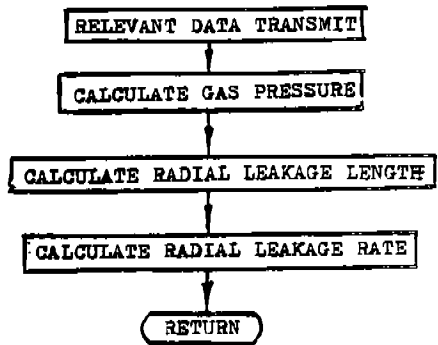 RELEVANT DATA TRANSMIT
CALCULATE GAS PRESSURE
CALCULATE RADIAL LEAKAGE LENGTH
CALCULATE RADIAL LEAKAGE RATE
RETURN